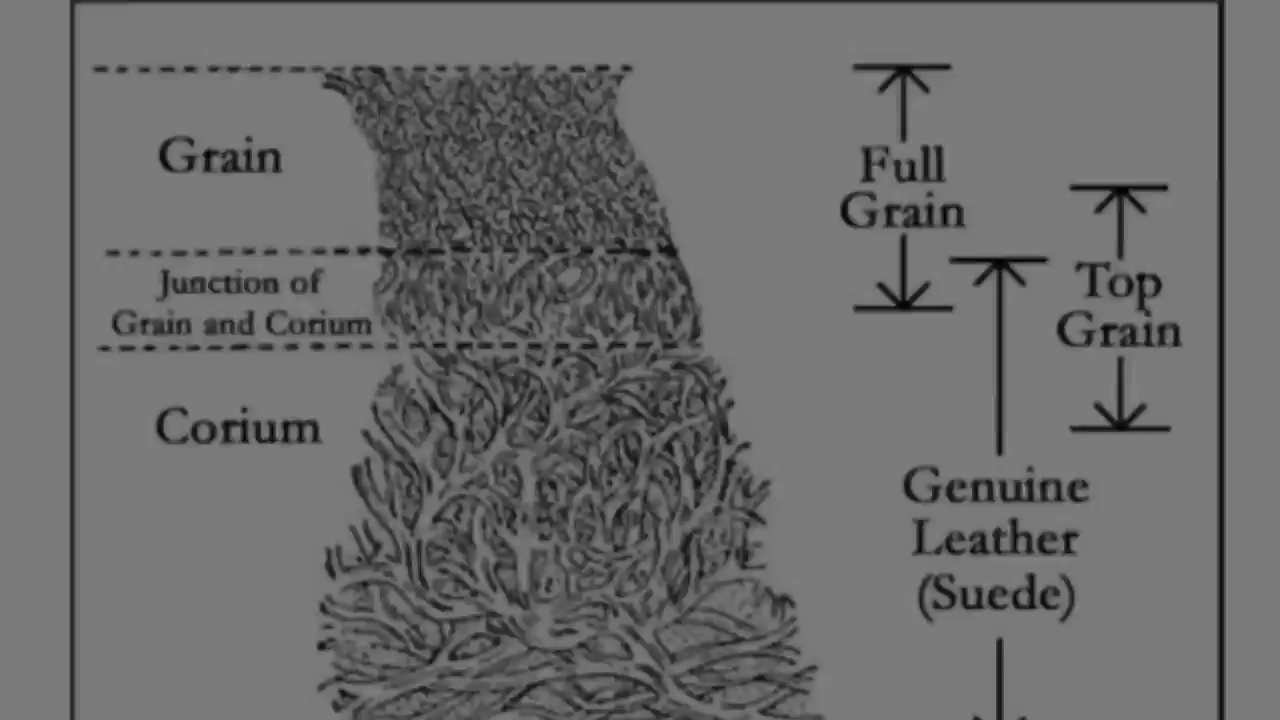 Grain
Junction of
Grain and Corium
Corium
Full
Grain
Top
Grain
Genuine
Leather
(Suede)